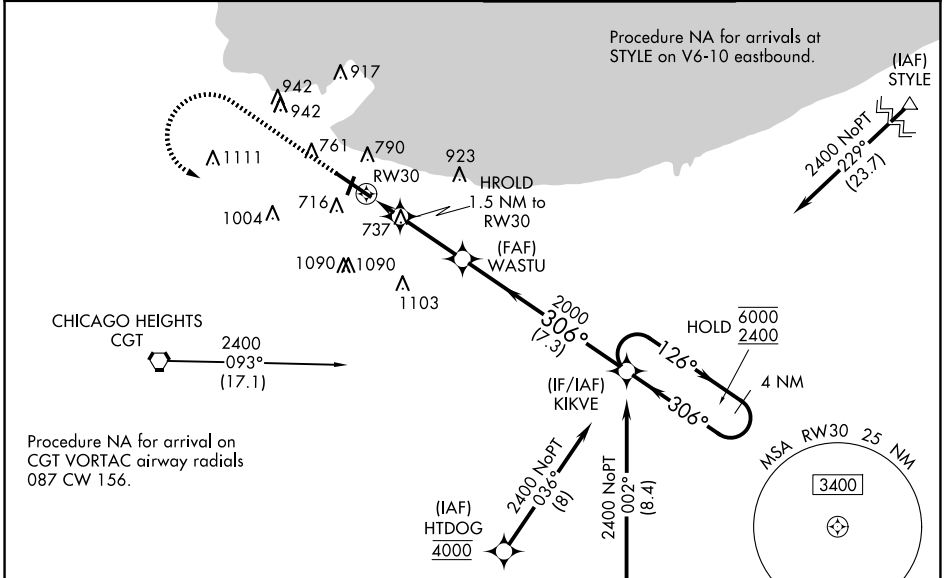 Procedure NA for arrivals at
STYLE on V6-10 eastbound.
(IAF)
STYLE
2400 NoPT
229°
(23.7)
917
942
942
761
790
RW30
1111
923
HROLD
1.5 NM to
RW30
716
737
1004
(FAF)
WASTU
1090
1090
1103
2000
306°
(7.3)
CHICAGO HEIGHTS
CGT
2400
093°
(17.1)
HOLD
6000
2400
126°
4 NM
306°
(IF/IAF)
KIKVE
Procedure NA for arrival on
CGT VORTAC airway radials
087 CW 156.
2400 NoPT
036°
(8)
2400 NoPT
002°
(8.4)
(IAF)
HTDOG
4000
MSA RW30 25 NM
3400